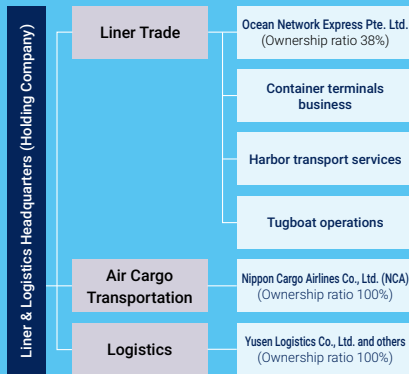 Liner & Logistics Headquarters (Holding Company)
Liner Trade
Ocean Network Express Pte. Ltd.
(Ownership ratio 38%)
Container terminals
business
Harbor transport services
Tugboat operations
Air Cargo
Transportation
Nippon Cargo Airlines Co., Ltd. (NCA)
(Ownership ratio 100%)
Logistics
Yusen Logistics Co., Ltd. and others
(Ownership ratio 100%)